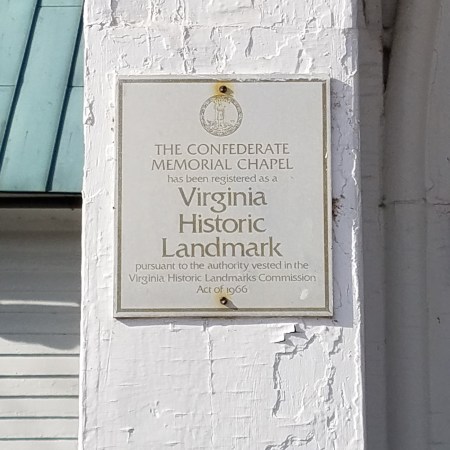 THE CONFEDERATE
MEMORIAL CHAPEL
has been registered as a
Virginia
Historic
Landmark
pursuant to the authority vested in the
Virginia Historic Landmarks Commission
Act of 1966